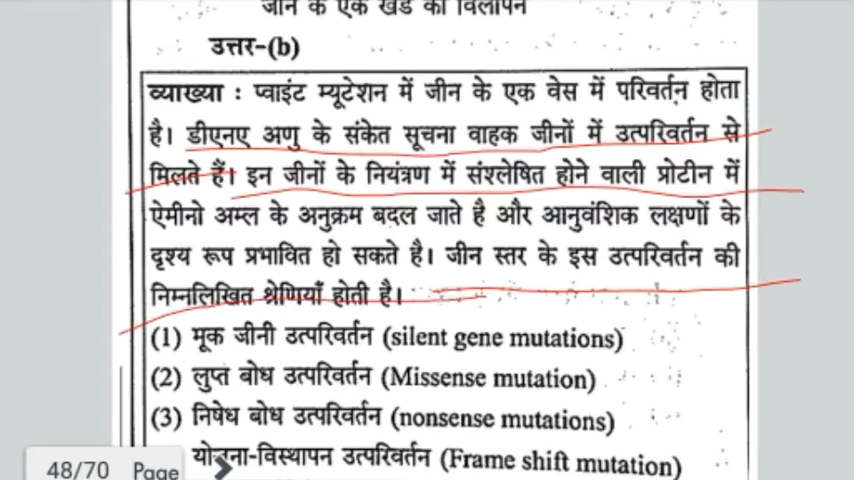 जीन के एक खंड का विलोपन
उत्तर-(b)
व्याख्या : प्वाइंट म्यूटेशन में जीन के एक वेस में परिवर्तन होता
है। डीएनए अणु के संकेत सूचना वाहक जीनों में उत्परिवर्तन से
मिलते हैं। इन जीनों के नियंत्रण में संश्लेषित होने वाली प्रोटीन में
ऐमीनो अम्ल के अनुक्रम बदल जाते है और आनुवंशिक लक्षणों के
दृश्य रूप प्रभावित हो सकते है। जीन स्तर के इस उत्परिवर्तन की
निम्नलिखित श्रेणियाँ होती है।
(1) मूक जीनी उत्परिवर्तन (silent gene mutations)
(2) लुप्त बोध उत्परिवर्तन (Missense mutation)
(3) निषेध बोध उत्परिवर्तन (nonsense mutations)
योजना-विस्थापन उत्परिवर्तन (Frame shift mutation)
48/70 Page